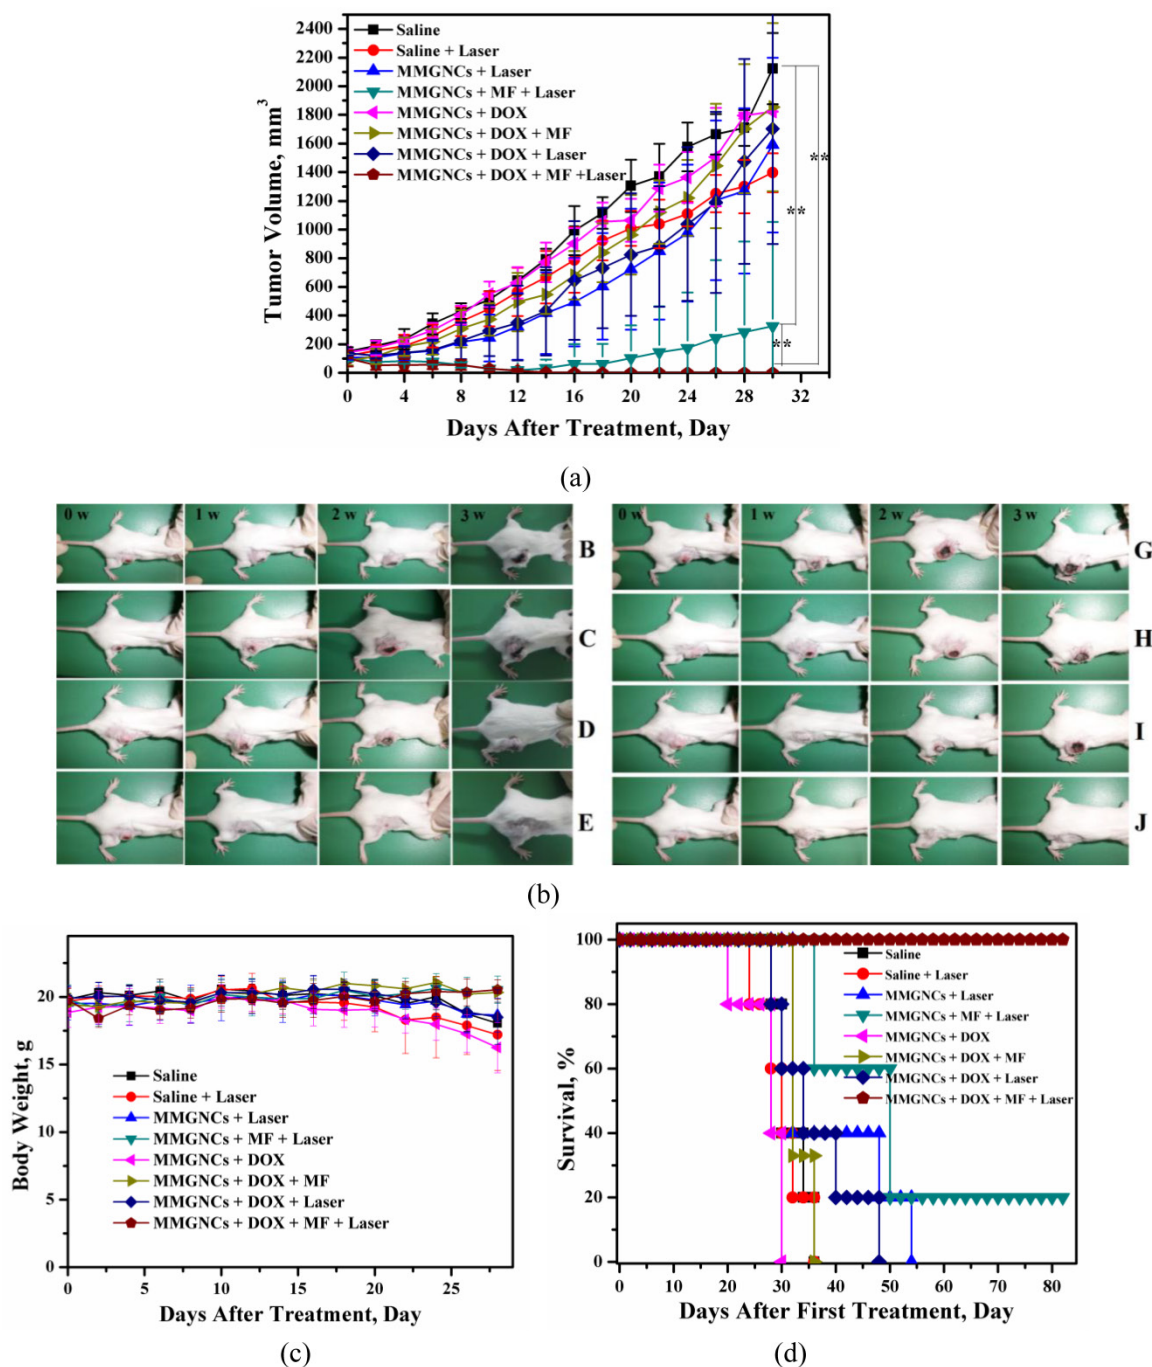 2400
2200
2000
1800
1600
1400
1200
1000
800
600
400
200
0
Tumor Volume, mm³
Saline
Saline + Laser
MMGNCs + Laser
MMGNCs + MF + Laser
MMGNCs + DOX
MMGNCs + DOX + MF
MMGNCs + DOX + Laser
MMGNCs + DOX + MF +Laser
**
**
**
0 4 8 12 16 20 24 28 32
Days After Treatment, Day
(a)
0 w 1 w 2 w 3 w
B
C
D
E
0 w 1 w 2 w 3 w
G
H
I
J
(b)
20
15
10
5
0
Body Weight, g
Saline
Saline + Laser
MMGNCs + Laser
MMGNCs + MF + Laser
MMGNCs + DOX
MMGNCs + DOX + MF
MMGNCs + DOX + Laser
MMGNCs + DOX + MF + Laser
0 5 10 15 20 25
Days After Treatment, Day
(c)
100
80
60
40
20
0
Survival, %
Saline
Saline + Laser
MMGNCs + Laser
MMGNCs + MF + Laser
MMGNCs + DOX
MMGNCs + DOX + MF
MMGNCs + DOX + Laser
MMGNCs + DOX + MF + Laser
0 10 20 30 40 50 60 70 80
Days After First Treatment, Day
(d)